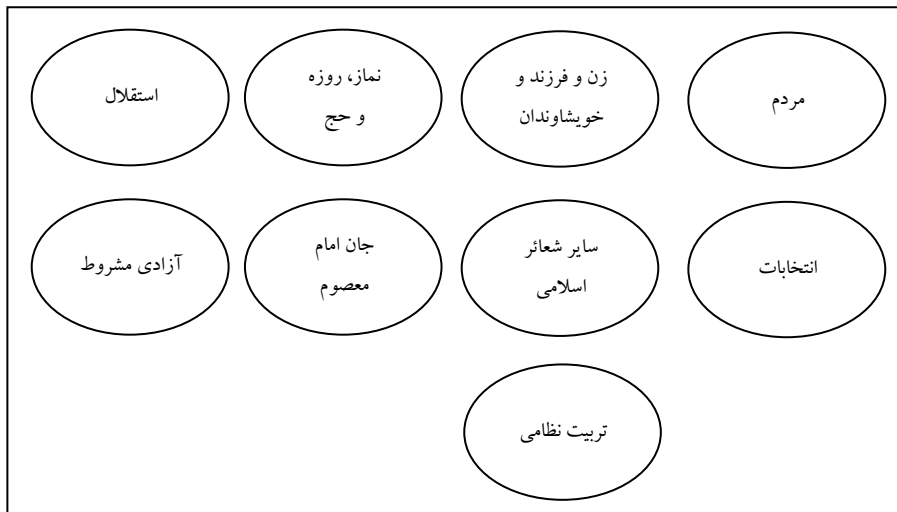 مردم
زن و فرزند و
خویشاوندان
نماز، روزه
و حج
استقلال
انتخابات
سایر شعائر
اسلامی
جان امام
معصوم
آزادی مشروط
تربیت نظامی